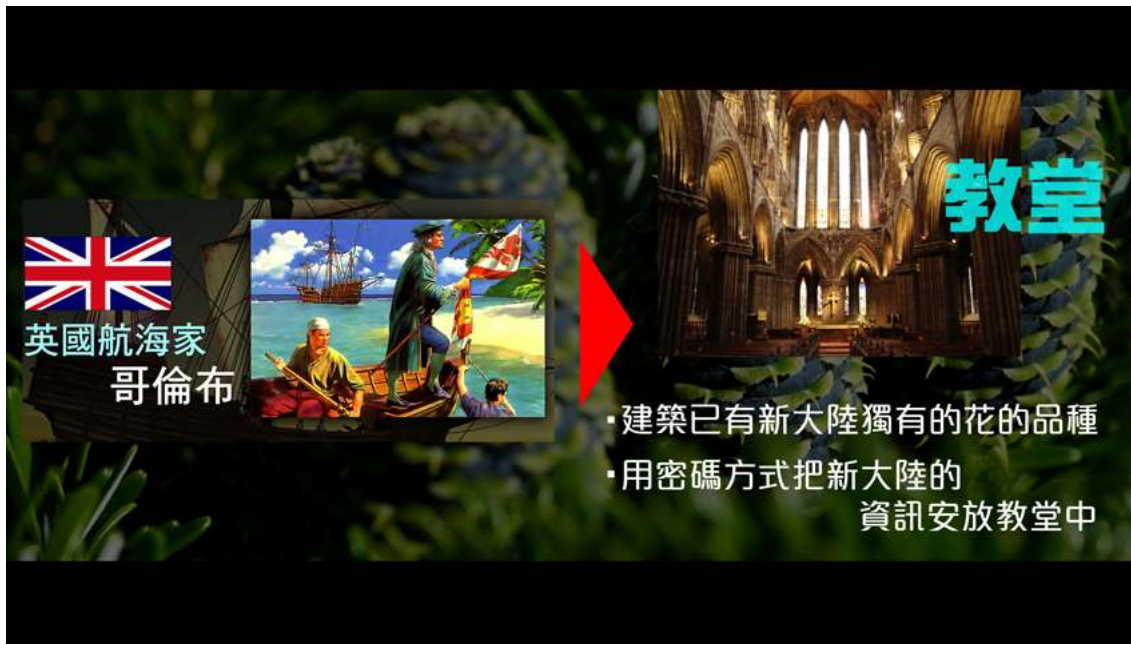 英國航海家
哥倫布
教堂
▪建築已有新大陸獨有的花的品種
▪用密碼方式把新大陸的
資訊安放教堂中